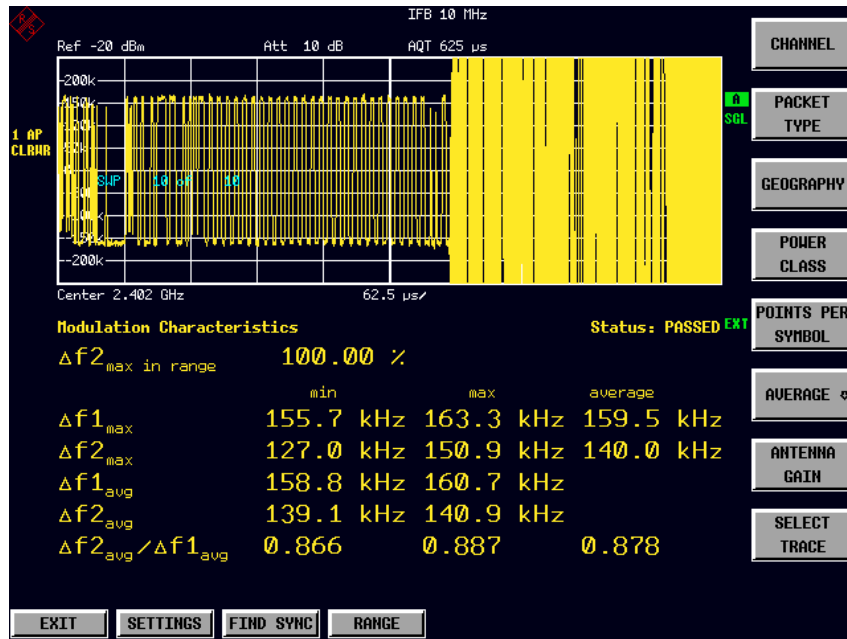 IFB 10 MHz
Ref -20 dBm Att 10 dB AQT 625 µs
200k
1 AP
CLRWR
A
SGL
SWP 10 of 10
-200k
Center 2.402 GHz 62.5 µs/
Modulation Characteristics Status: PASSED EXT
Δf2max in range 100.00 %
min max average
Δf1max 155.7 kHz 163.3 kHz 159.5 kHz
Δf2max 127.0 kHz 150.9 kHz 140.0 kHz
Δf1avg 158.8 kHz 160.7 kHz
Δf2avg 139.1 kHz 140.9 kHz
Δf2avg/Δf1avg 0.866 0.887 0.878
CHANNEL
PACKET
TYPE
GEOGRAPHY
POWER
CLASS
POINTS PER
SYMBOL
AVERAGE
ANTENNA
GAIN
SELECT
TRACE
EXIT SETTINGS FIND SYNC RANGE